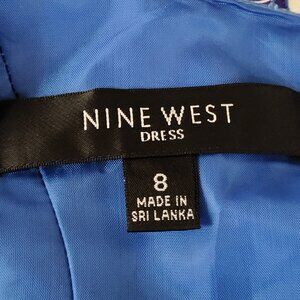 NINE WEST
DRESS
8
MADE IN
SRI LANKA